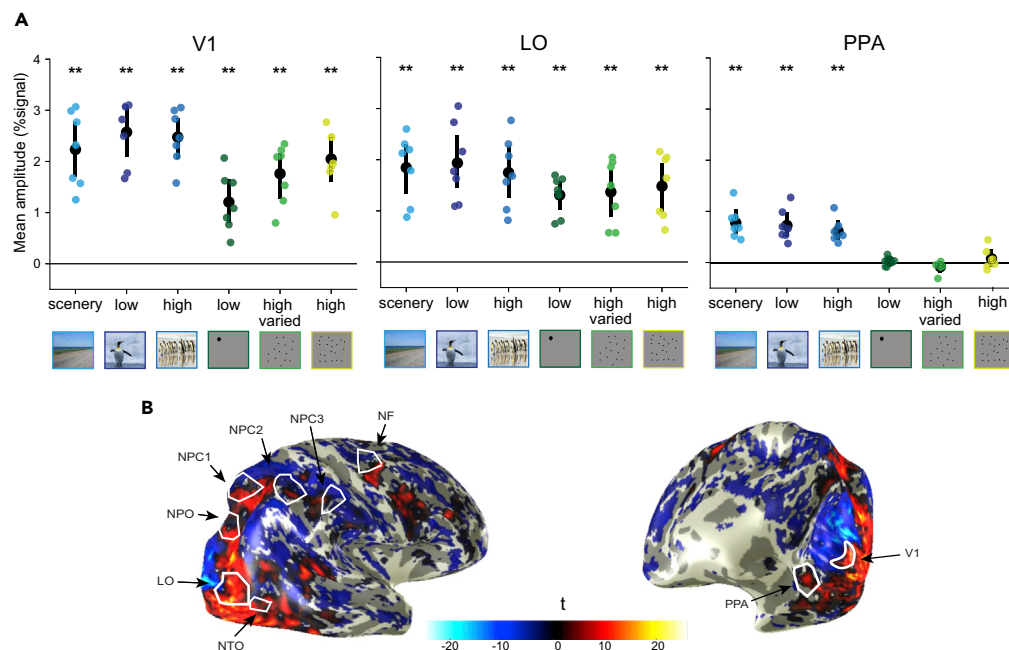 A
V1 LO PPA
Mean amplitude (%signal)
4
3
2
1
0
** ** ** ** ** **
** ** ** ** ** **
** ** **
scenery low high low high varied high
scenery low high low high varied high
scenery low high low high varied high
B
NPC1
NPC2
NPC3
NF
NPO
LO
NTO
PPA
V1
t
-20 -10 0 10 20